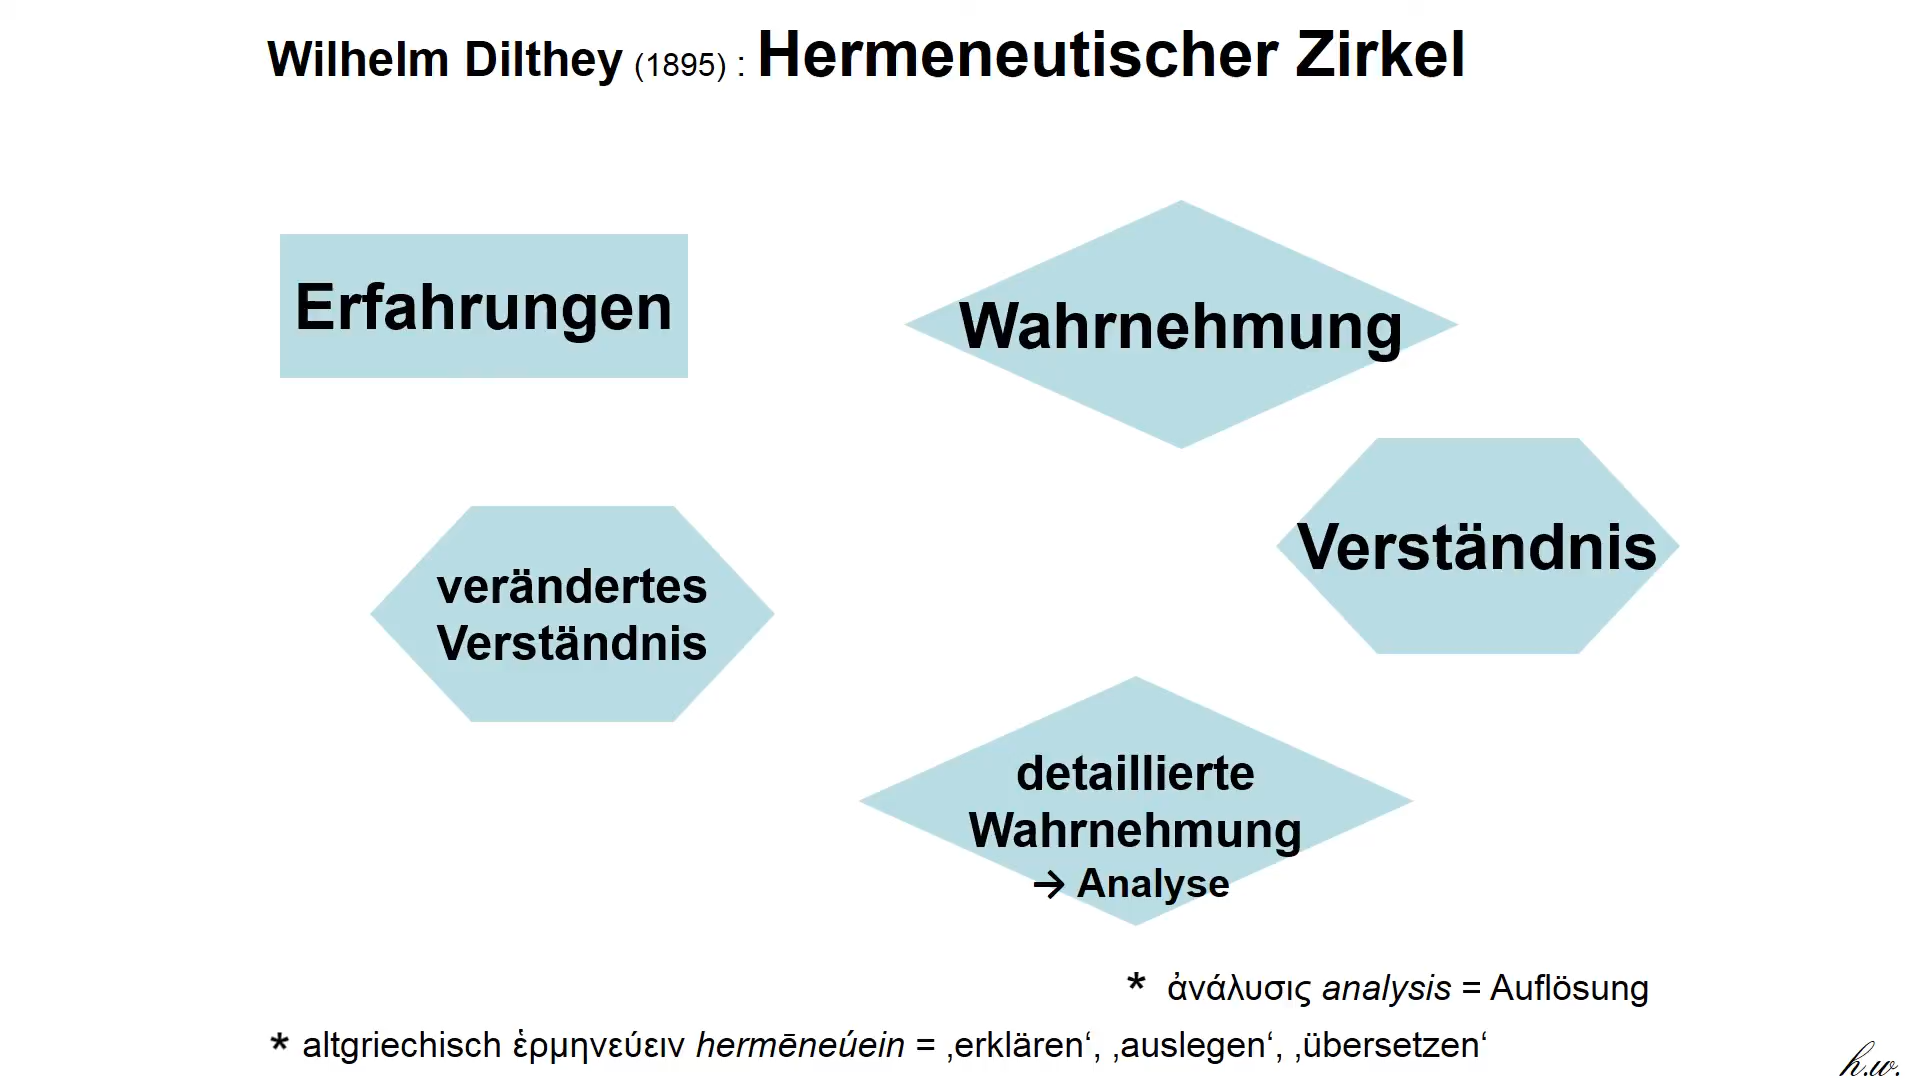 Wilhelm Dilthey (1895) : Hermeneutischer Zirkel
Erfahrungen
Wahrnehmung
Verständnis
verändertes
Verständnis
detaillierte
Wahrnehmung
→ Analyse
* ἀνάλυσις analysis = Auflösung
* altgriechisch ἑρμηνεύειν hermēneúein = ‚erklären‘, ‚auslegen‘, ‚übersetzen‘
h.w.